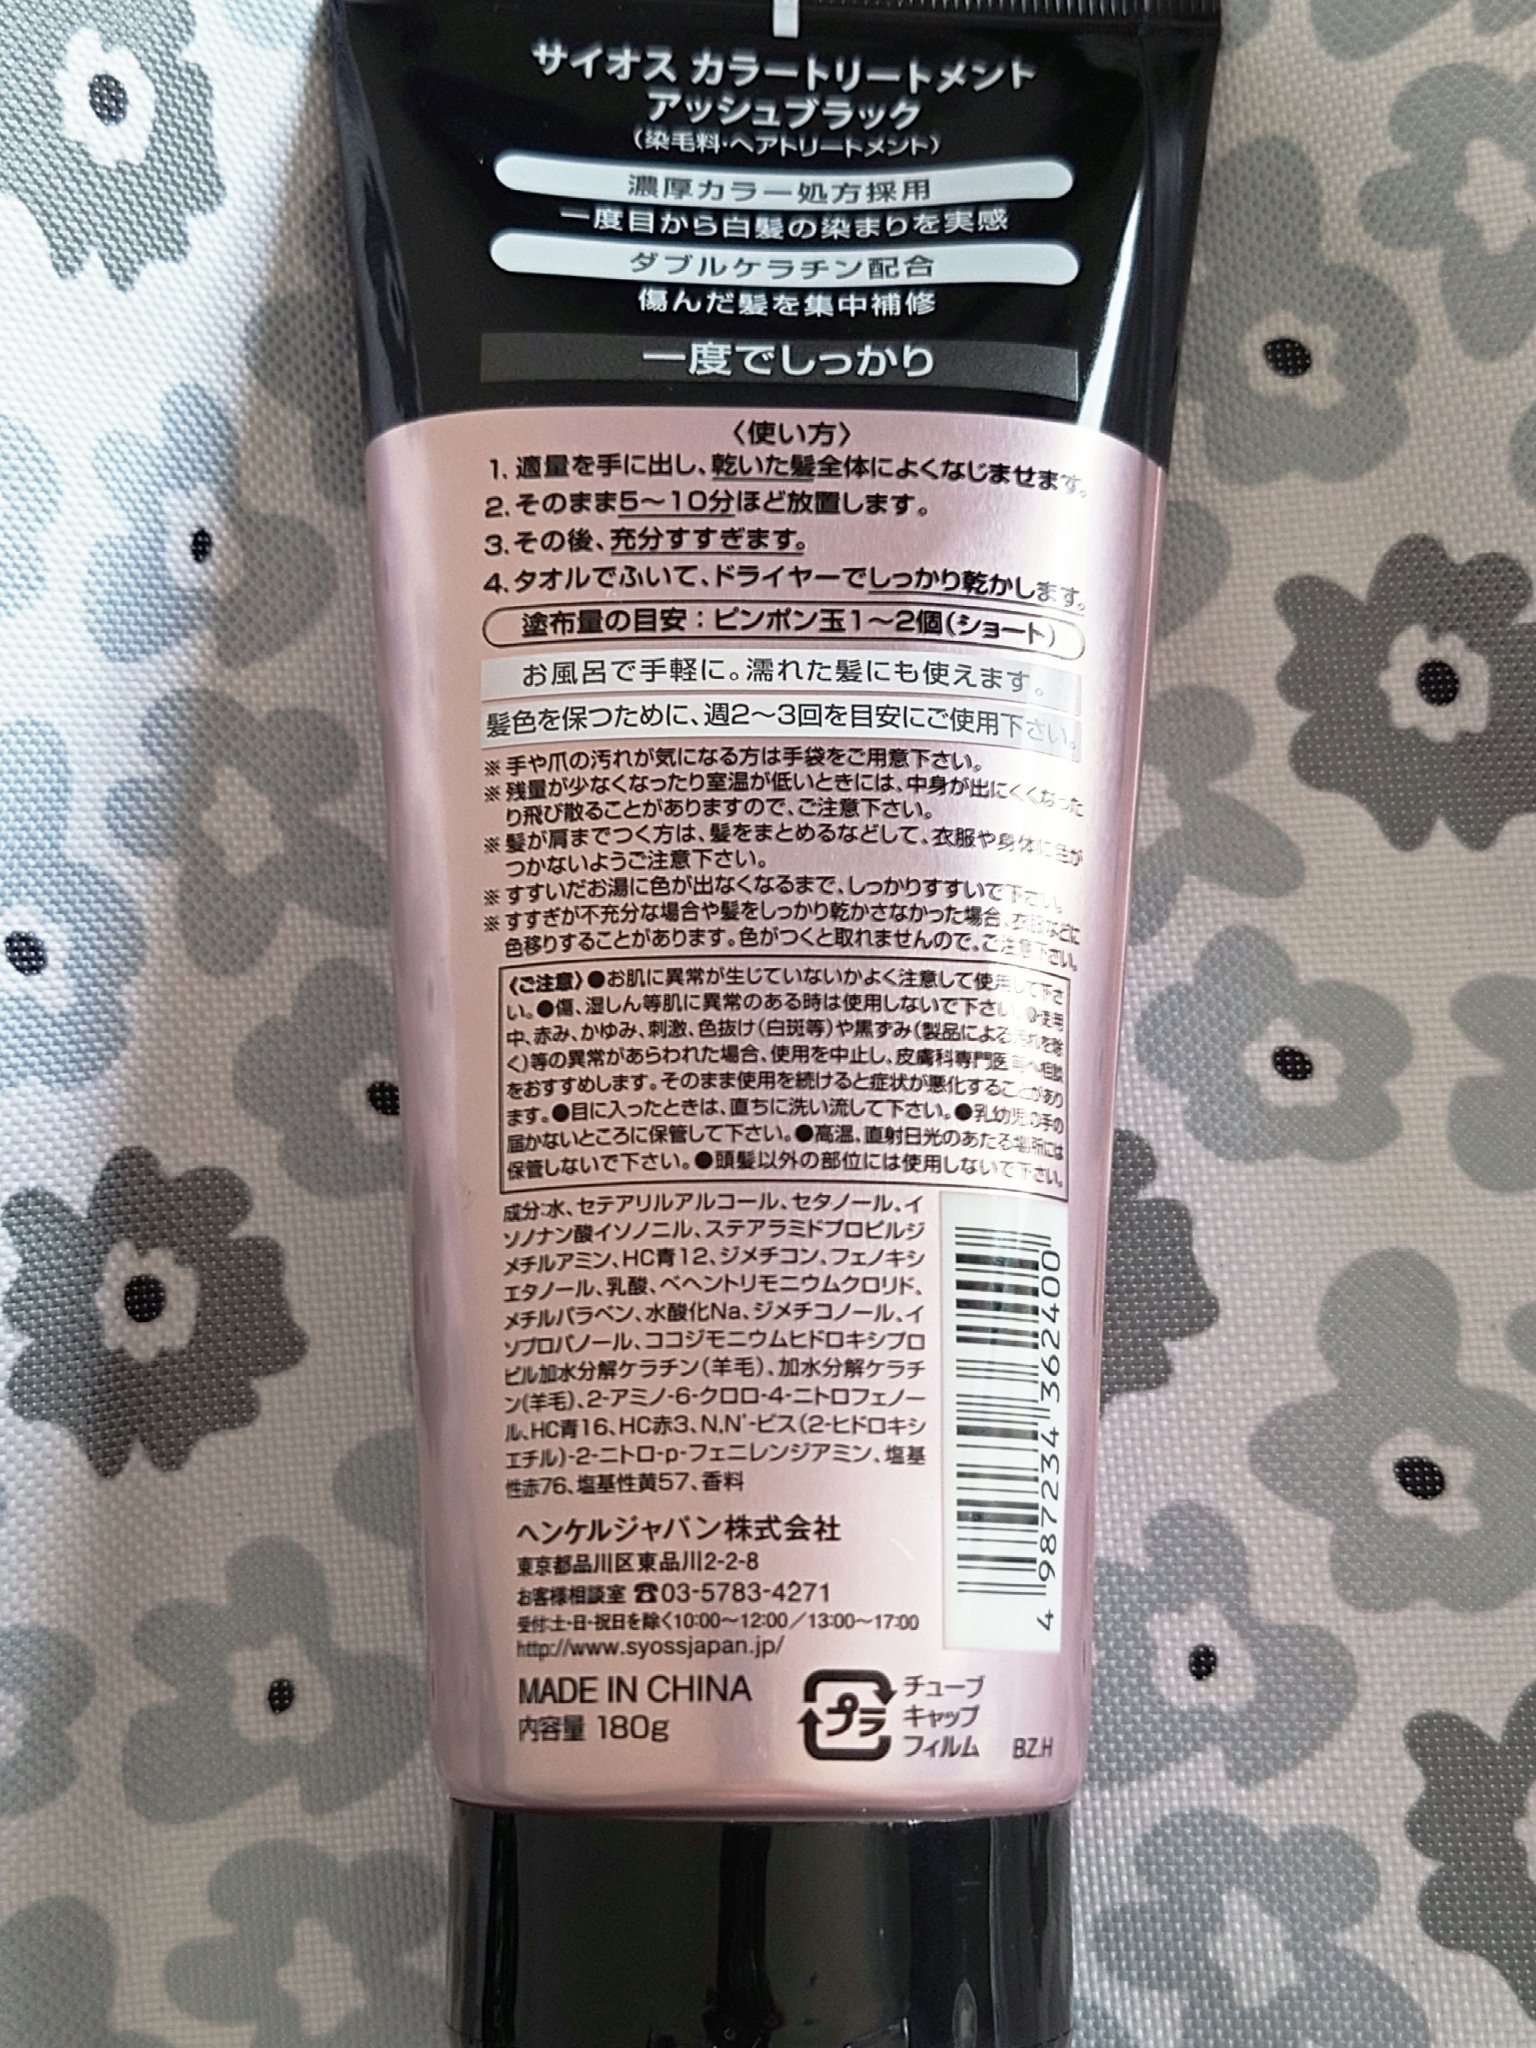 サイオス カラートリートメント
アッシュブラック
(染毛料・ヘアトリートメント)
濃厚カラー処方採用
一度目から白髪の染まりを実感
ダブルケラチン配合
傷んだ髪を集中補修
一度でしっかり
〈使い方〉
1. 適量を手に出し、乾いた髪全体によくなじませます。
2. そのまま5～10分ほど放置します。
3. その後、充分すすぎます。
4. タオルでふいて、ドライヤーでしっかり乾かします。
塗布量の目安：ピンポン玉1～2個(ショート)
お風呂で手軽に。濡れた髪にも使えます。
髪色を保つために、週2～3回を目安にご使用下さい。
※ 手や爪の汚れが気になる方は手袋をご用意下さい。
※ 残量が少なくなったり室温が低いときには、中身が出にくくなった
り飛び散ることがありますので、ご注意下さい。
※ 髪が肩までつく方は、髪をまとめるなどして、衣服や身体に色が
つかないようご注意下さい。
※ すすいだお湯に色が出なくなるまで、しっかりすすいで下さい。
※ すすぎが不充分な場合や髪をしっかり乾かさなかった場合、衣服などに
色移りすることがあります。色がつくと取れませんので、ご注意下さい。
〈ご注意〉●お肌に異常が生じていないかよく注意して使用して下さ
い。●傷、湿しん等肌に異常のある時は使用しないで下さい。●使用
中、赤み、かゆみ、刺激、色抜け(白斑等)や黒ずみ(製品による汚れを除
く)等の異常があらわれた場合、使用を中止し、皮膚科専門医等へ相談
をおすすめします。そのまま使用を続けると症状が悪化することがあり
ます。●目に入ったときは、直ちに洗い流して下さい。●乳幼児の手の
届かないところに保管して下さい。●高温、直射日光のあたる場所には
保管しないで下さい。●頭髪以外の部位には使用しないで下さい。
成分:水、セテアリルアルコール、セタノール、イ
ソノナン酸イソノニル、ステアラミドプロピルジ
メチルアミン、HC青12、ジメチコン、フェノキシ
エタノール、乳酸、ベヘントリモニウムクロリド、
メチルパラベン、水酸化Na、ジメチコノール、イ
ソプロパノール、ココジモニウムヒドロキシプロ
ピル加水分解ケラチン(羊毛)、加水分解ケラチ
ン(羊毛)、2-アミノ-6-クロロ-4-ニトロフェノー
ル、HC青16、HC赤3、N,N'-ビス(2-ヒドロキシ
エチル)-2-ニトロ-p-フェニレンジアミン、塩基
性赤76、塩基性黄57、香料
4 987234 362400
ヘンケルジャパン株式会社
東京都品川区東品川2-2-8
お客様相談室 ☎03-5783-4271
受付:土・日・祝日を除く10:00～12:00／13:00～17:00
http://www.syossjapan.jp/
MADE IN CHINA
内容量 180g
プラ
チューブ
キャップ
フィルム
BZ.H